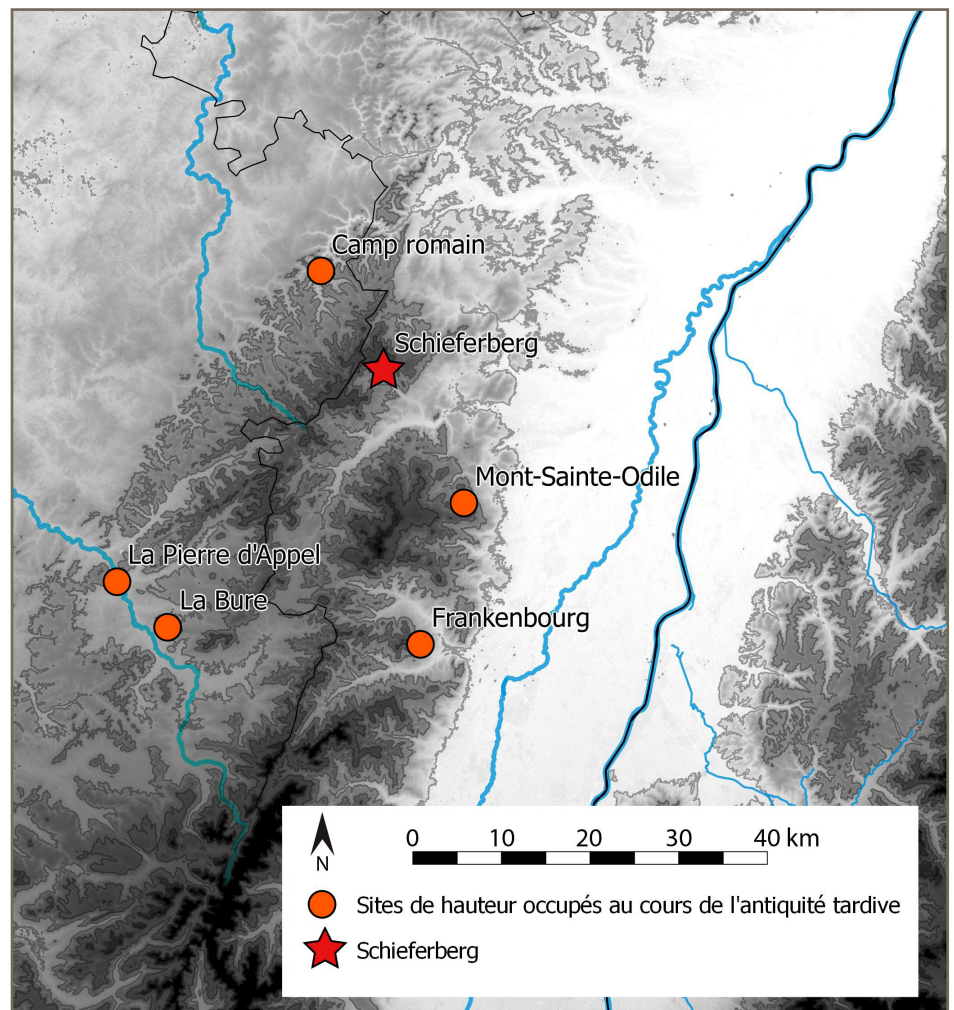 Camp romain
Schieferberg
Mont-Sainte-Odile
La Pierre d'Appel
La Bure
Frankenbourg
0 10 20 30 40 km
N
Sites de hauteur occupés au cours de l'antiquité tardive
Schieferberg